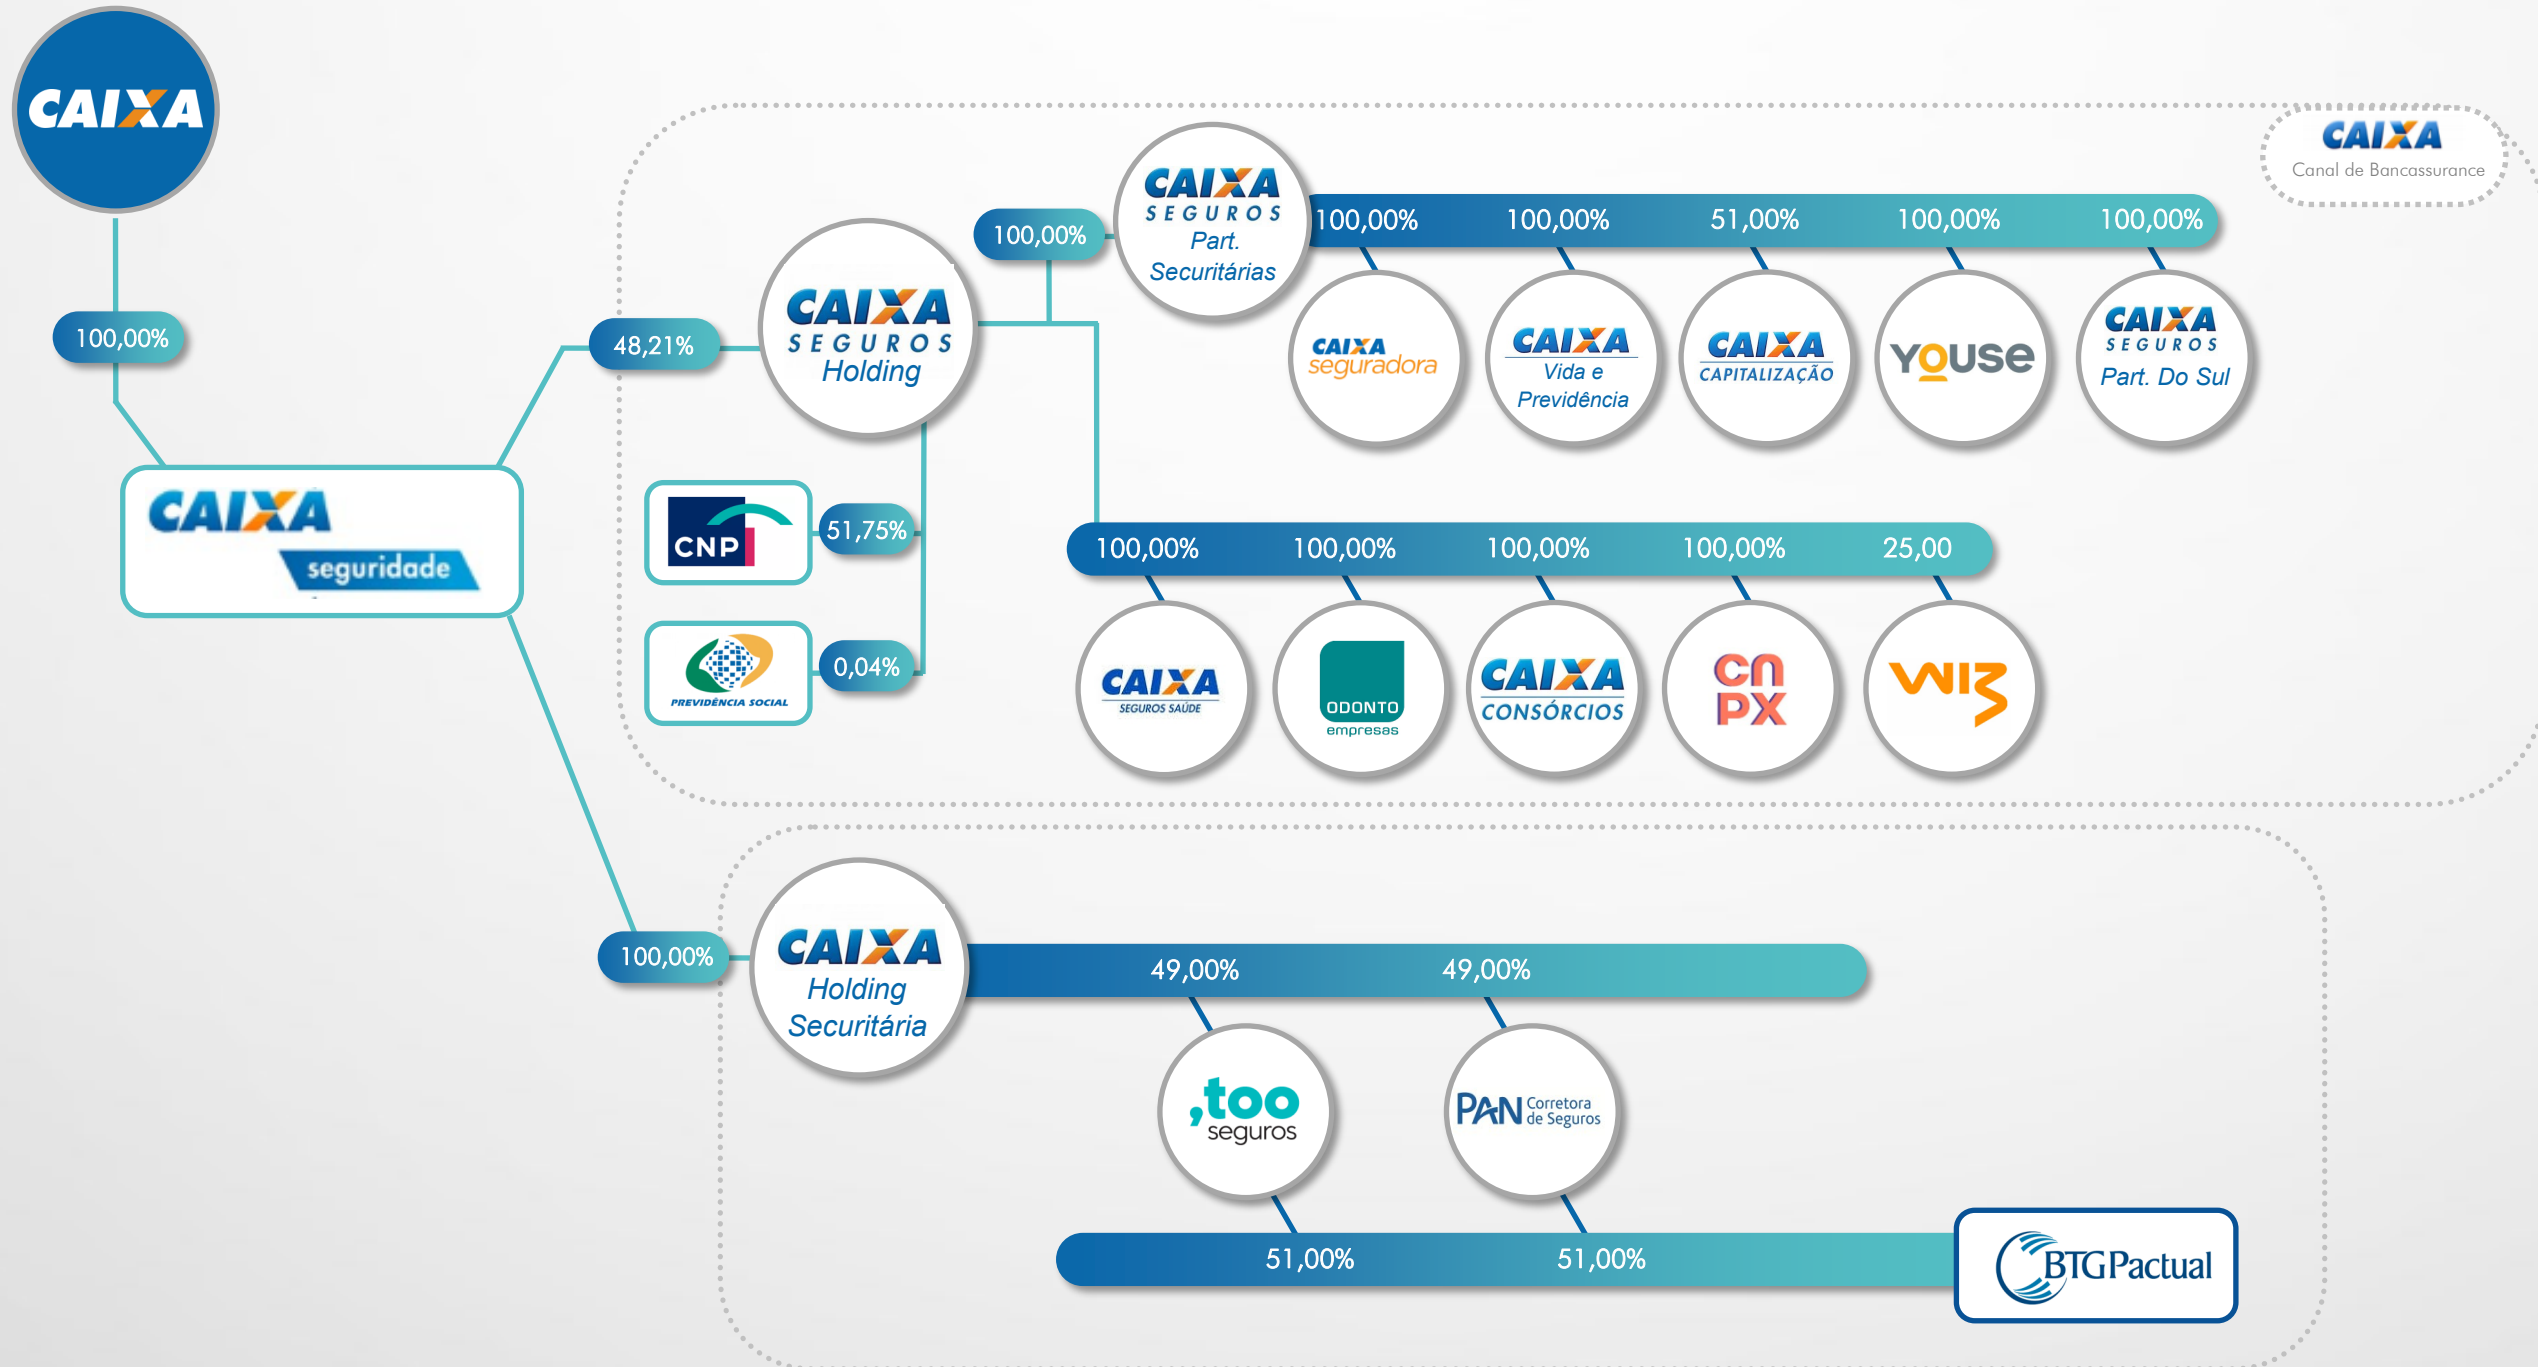 CAIXA
CAIXA
Canal de Bancassurance
CAIXA
SEGUROS
Part.
Securitárias
100,00%
100,00% 100,00% 51,00% 100,00% 100,00%
CAIXA
seguradora
CAIXA
Vida e
Previdência
CAIXA
CAPITALIZAÇÃO
YOUSE
CAIXA
SEGUROS
Part. Do Sul
100,00%
48,21%
CAIXA
SEGUROS
Holding
CAIXA
seguridade
CNP
51,75%
PREVIDÊNCIA SOCIAL
0,04%
100,00% 100,00% 100,00% 100,00% 25,00
CAIXA
SEGUROS SAÚDE
ODONTO
empresas
CAIXA
CONSÓRCIOS
CN
PX
WIZ
100,00%
CAIXA
Holding
Securitária
49,00% 49,00%
,too
seguros
PAN Corretora
de Seguros
51,00% 51,00%
BTGPactual